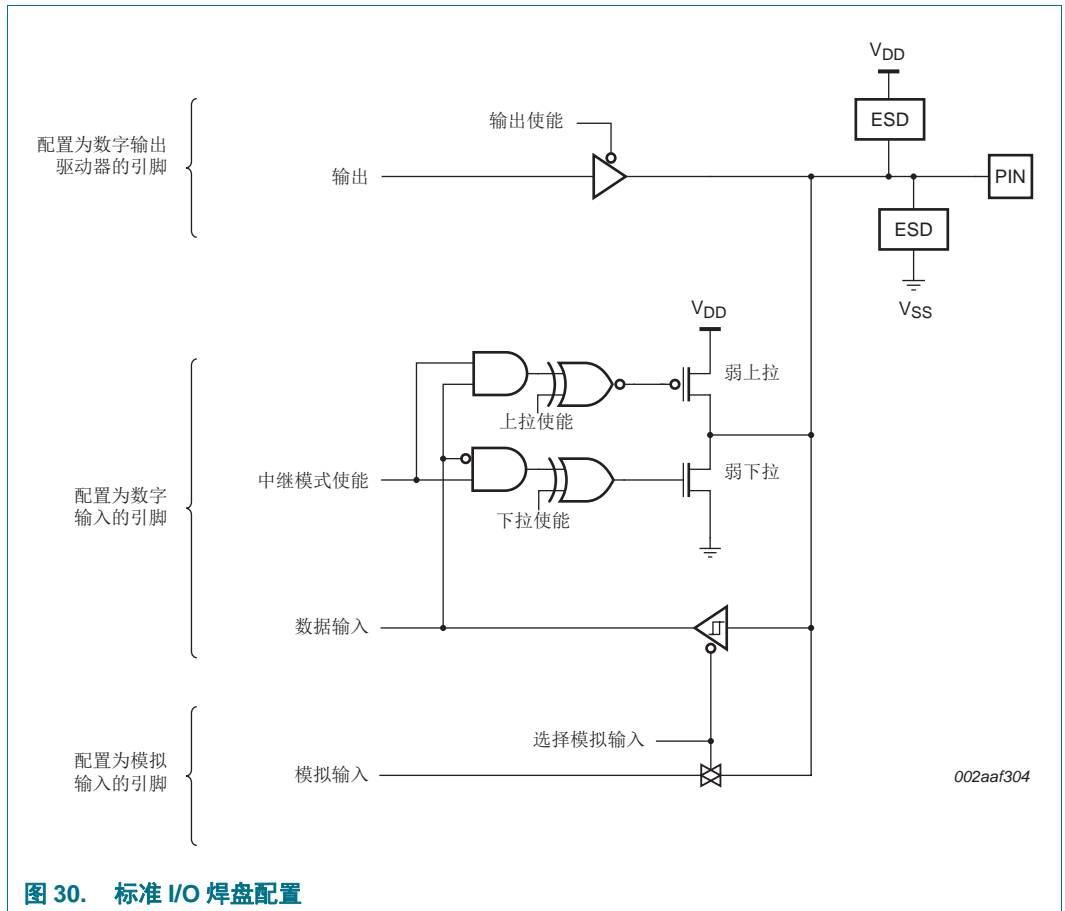 V_DD
ESD
输出使能
配置为数字输出
驱动器的引脚
输出
PIN
ESD
V_SS
V_DD
弱上拉
上拉使能
中继模式使能
弱下拉
下拉使能
配置为数字
输入的引脚
数据输入
选择模拟输入
配置为模拟
输入的引脚
模拟输入
002aaf304
图 30. 标准 I/O 焊盘配置